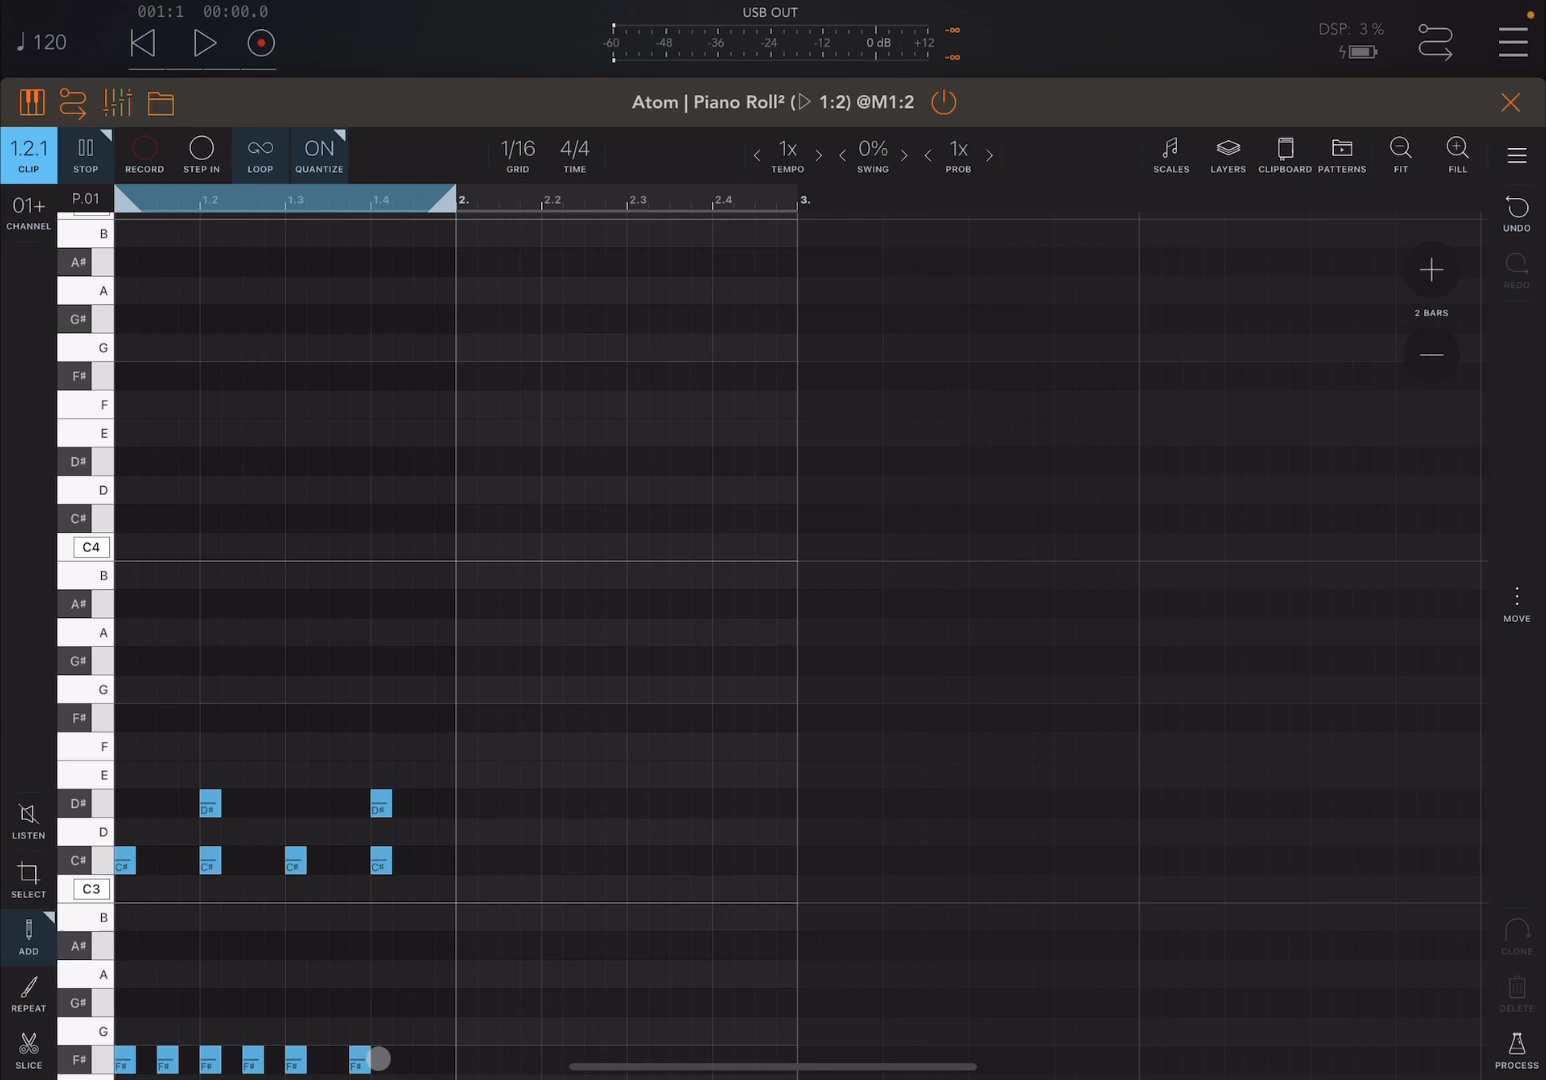 001:1 00:00.0
USB OUT
♩ 120
-60 -48 -36 -24 -12 0 dB +12
-∞
-∞
DSP: 3 %
Atom | Piano Roll² (▷ 1:2) @M1:2
1.2.1
CLIP
STOP
RECORD
STEP IN
LOOP
ON
QUANTIZE
1/16
GRID
4/4
TIME
< 1x >
TEMPO
< 0% >
SWING
< 1x >
PROB
SCALES
LAYERS
CLIPBOARD
PATTERNS
FIT
FILL
01+
CHANNEL
P.01
1.2 1.3 1.4 2. 2.2 2.3 2.4 3.
UNDO
REDO
2 BARS
B
A#
A
G#
G
F#
F
E
D#
D
C#
C4
B
A#
A
G#
G
F#
F
E
D# D# D#
D
C# C# C# C# C#
C3
B
A#
A
G#
G
F# F# F# F# F# F# F#
LISTEN
SELECT
ADD
REPEAT
SLICE
MOVE
CLONE
DELETE
PROCESS